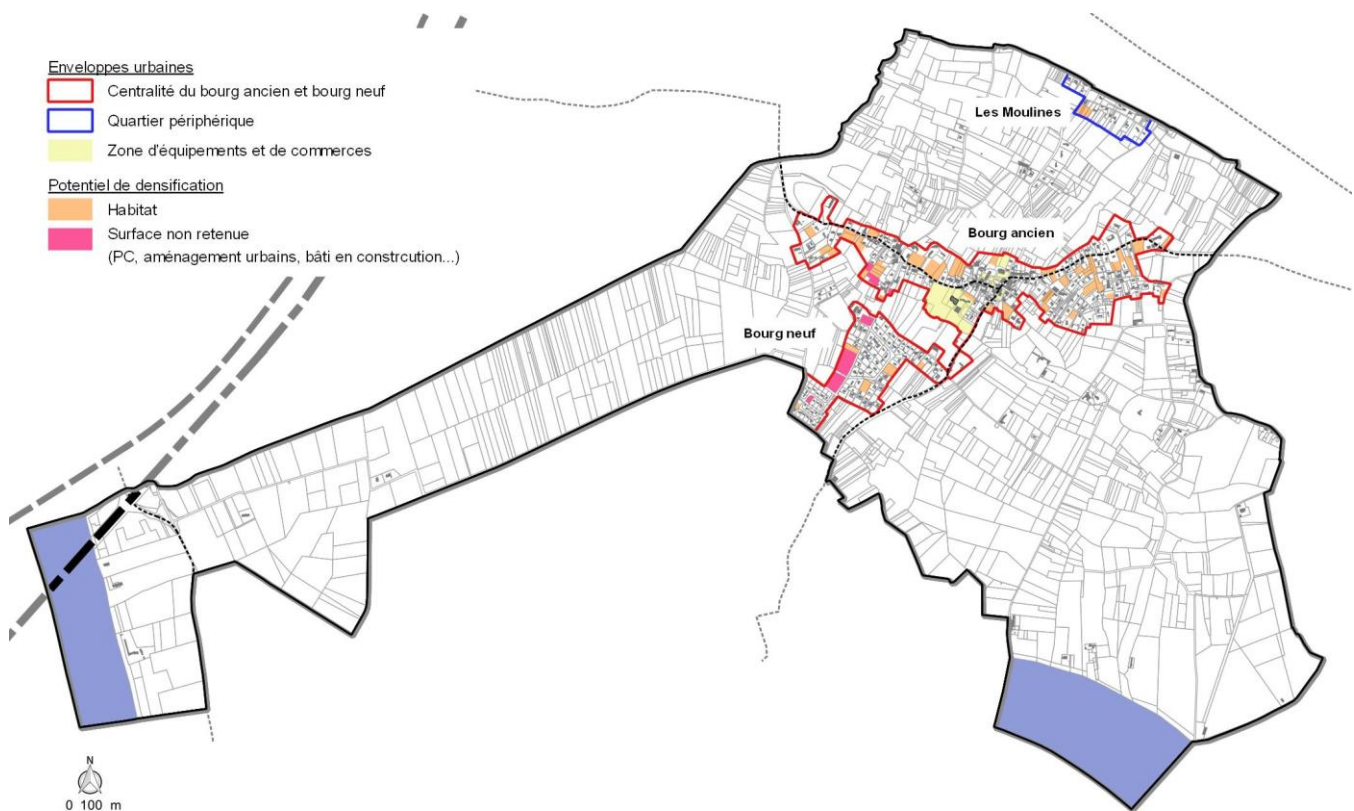 Enveloppes urbaines
Centralité du bourg ancien et bourg neuf
Quartier périphérique
Zone d'équipements et de commerces
Potentiel de densification
Habitat
Surface non retenue
(PC, aménagement urbains, bâti en constrcution...)
Les Moulines
Bourg ancien
Bourg neuf
N
0 100 m